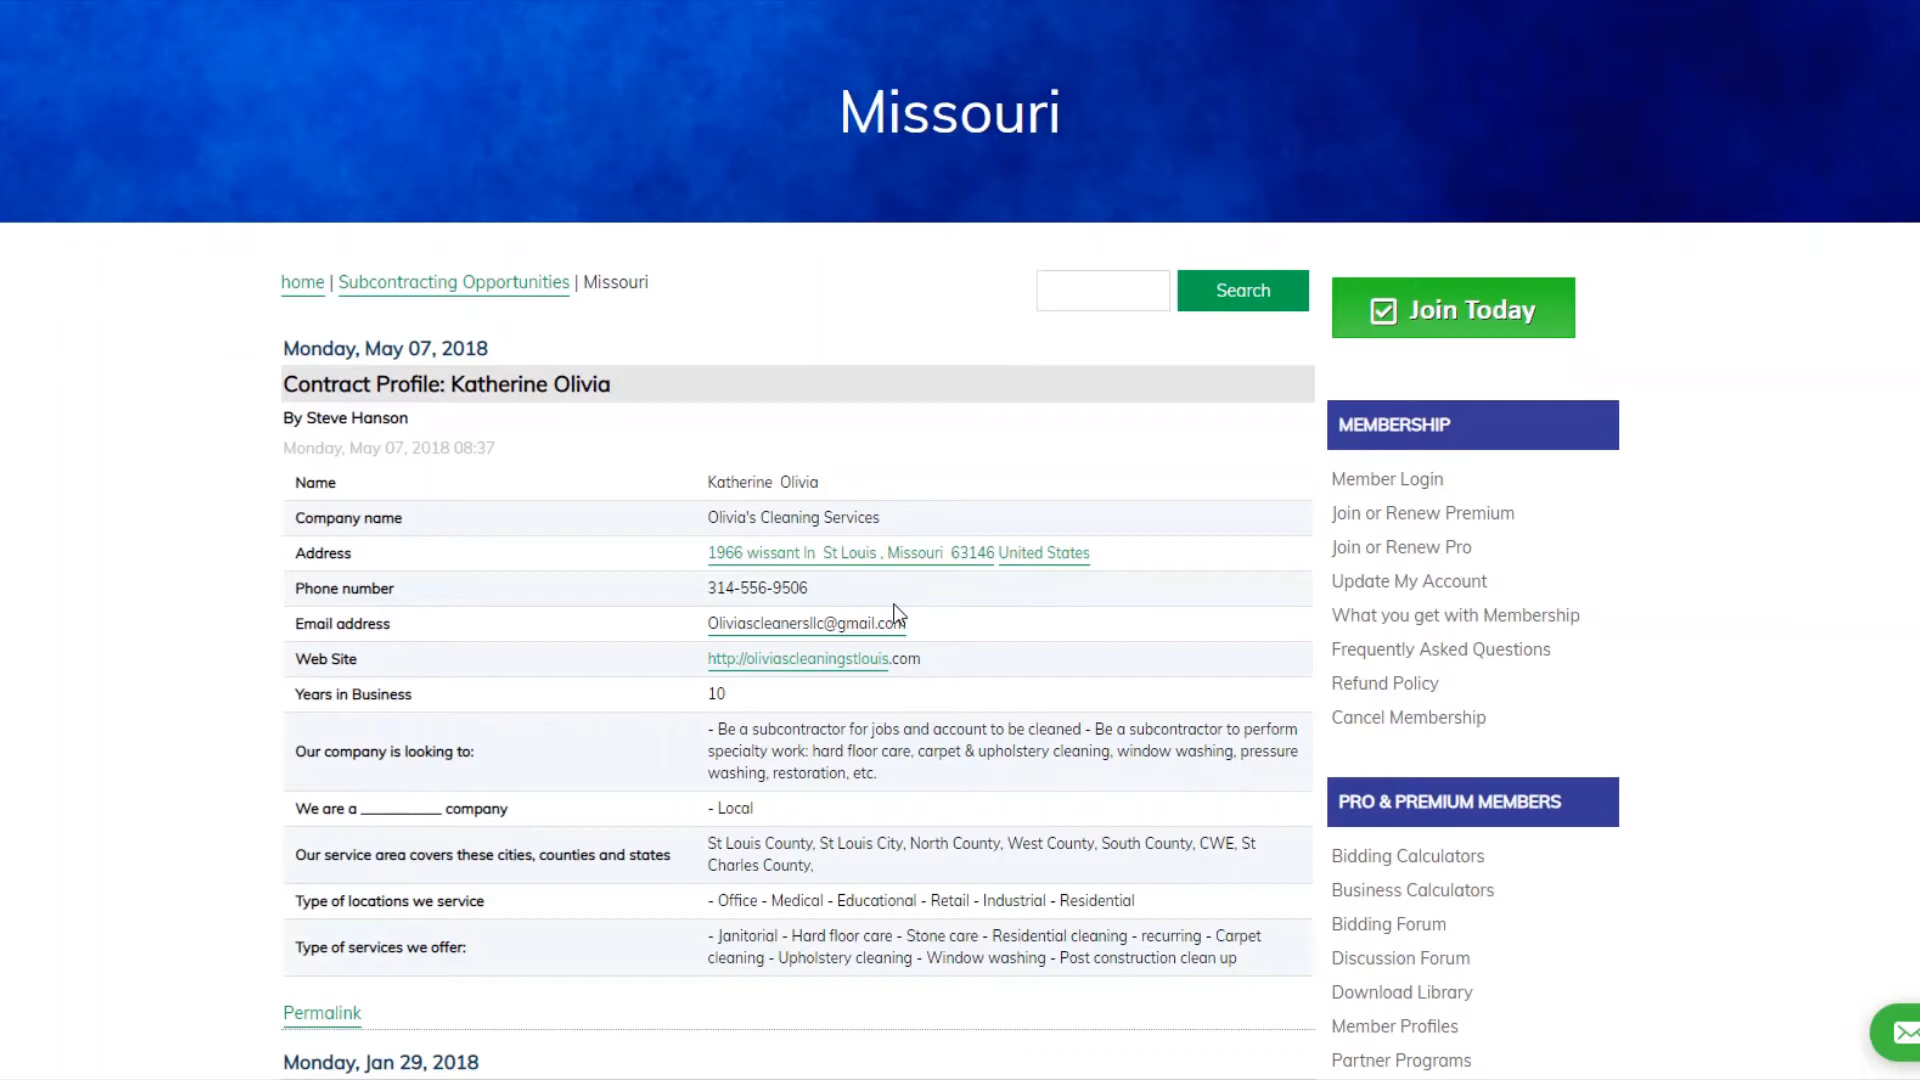 Missouri
home | Subcontracting Opportunities | Missouri
Search
Join Today
Monday, May 07, 2018
Contract Profile: Katherine Olivia
By Steve Hanson
Monday, May 07, 2018 08:37
Name Katherine Olivia
Company name Olivia's Cleaning Services
Address 1966 wissant ln St Louis , Missouri 63146 United States
Phone number 314-556-9506
Email address Oliviascleanersllc@gmail.com
Web Site http://oliviascleaningstlouis.com
Years in Business 10
Our company is looking to:
- Be a subcontractor for jobs and account to be cleaned - Be a subcontractor to perform
specialty work: hard floor care, carpet & upholstery cleaning, window washing, pressure
washing, restoration, etc.
We are a __________ company - Local
Our service area covers these cities, counties and states
St Louis County, St Louis City, North County, West County, South County, CWE, St
Charles County,
Type of locations we service - Office - Medical - Educational - Retail - Industrial - Residential
Type of services we offer:
- Janitorial - Hard floor care - Stone care - Residential cleaning - recurring - Carpet
cleaning - Upholstery cleaning - Window washing - Post construction clean up
Permalink
Monday, Jan 29, 2018
MEMBERSHIP
Member Login
Join or Renew Premium
Join or Renew Pro
Update My Account
What you get with Membership
Frequently Asked Questions
Refund Policy
Cancel Membership
PRO & PREMIUM MEMBERS
Bidding Calculators
Business Calculators
Bidding Forum
Discussion Forum
Download Library
Member Profiles
Partner Programs